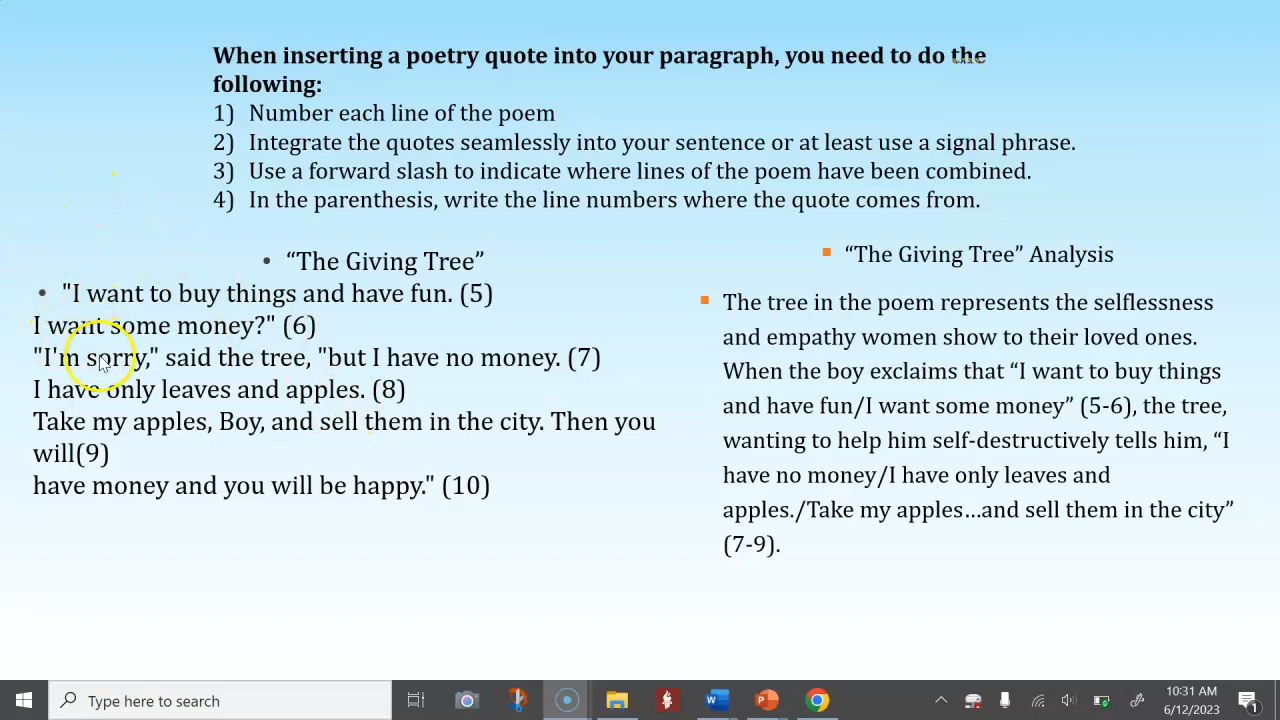 When inserting a poetry quote into your paragraph, you need to do the
following:
1) Number each line of the poem
2) Integrate the quotes seamlessly into your sentence or at least use a signal phrase.
3) Use a forward slash to indicate where lines of the poem have been combined.
4) In the parenthesis, write the line numbers where the quote comes from.
• “The Giving Tree”
• "I want to buy things and have fun. (5)
I want some money?" (6)
"I'm sorry," said the tree, "but I have no money. (7)
I have only leaves and apples. (8)
Take my apples, Boy, and sell them in the city. Then you
will(9)
have money and you will be happy." (10)
▪ “The Giving Tree” Analysis
▪ The tree in the poem represents the selflessness
and empathy women show to their loved ones.
When the boy exclaims that “I want to buy things
and have fun/I want some money” (5-6), the tree,
wanting to help him self-destructively tells him, “I
have no money/I have only leaves and
apples./Take my apples…and sell them in the city”
(7-9).
Type here to search
10:31 AM
6/12/2023
1